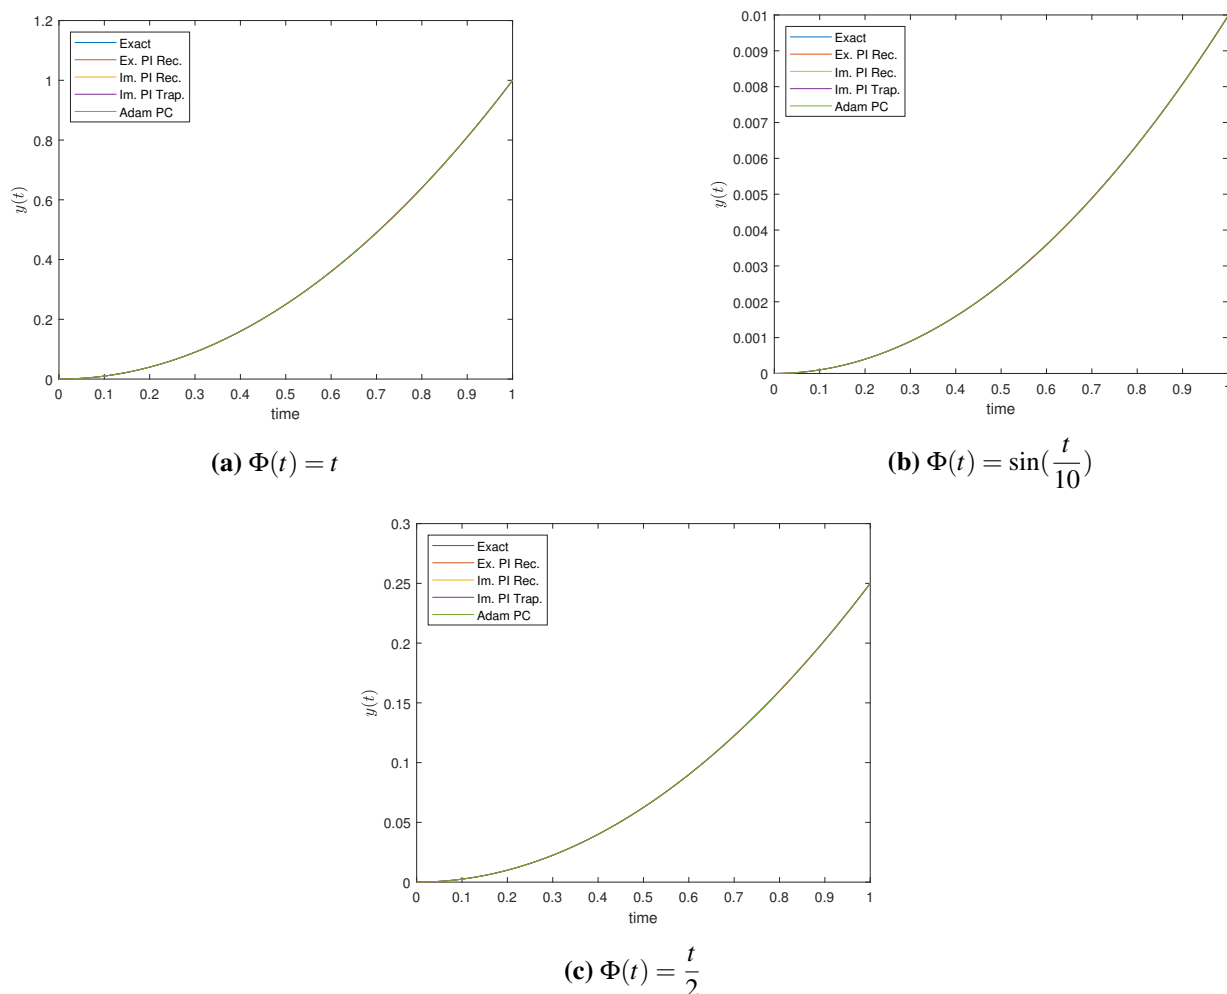 1.2
1
0.8
0.6
0.4
0.2
0
y(t)
Exact
Ex. PI Rec.
Im. PI Rec.
Im. PI Trap.
Adam PC
0 0.1 0.2 0.3 0.4 0.5 0.6 0.7 0.8 0.9 1
time
(a) Φ(t) = t
0.01
0.009
0.008
0.007
0.006
0.005
0.004
0.003
0.002
0.001
0
y(t)
Exact
Ex. PI Rec.
Im. PI Rec.
Im. PI Trap.
Adam PC
0 0.1 0.2 0.3 0.4 0.5 0.6 0.7 0.8 0.9 1
time
(b) Φ(t) = sin(t/10)
0.3
0.25
0.2
0.15
0.1
0.05
0
y(t)
Exact
Ex. PI Rec.
Im. PI Rec.
Im. PI Trap.
Adam PC
0 0.1 0.2 0.3 0.4 0.5 0.6 0.7 0.8 0.9 1
time
(c) Φ(t) = t/2